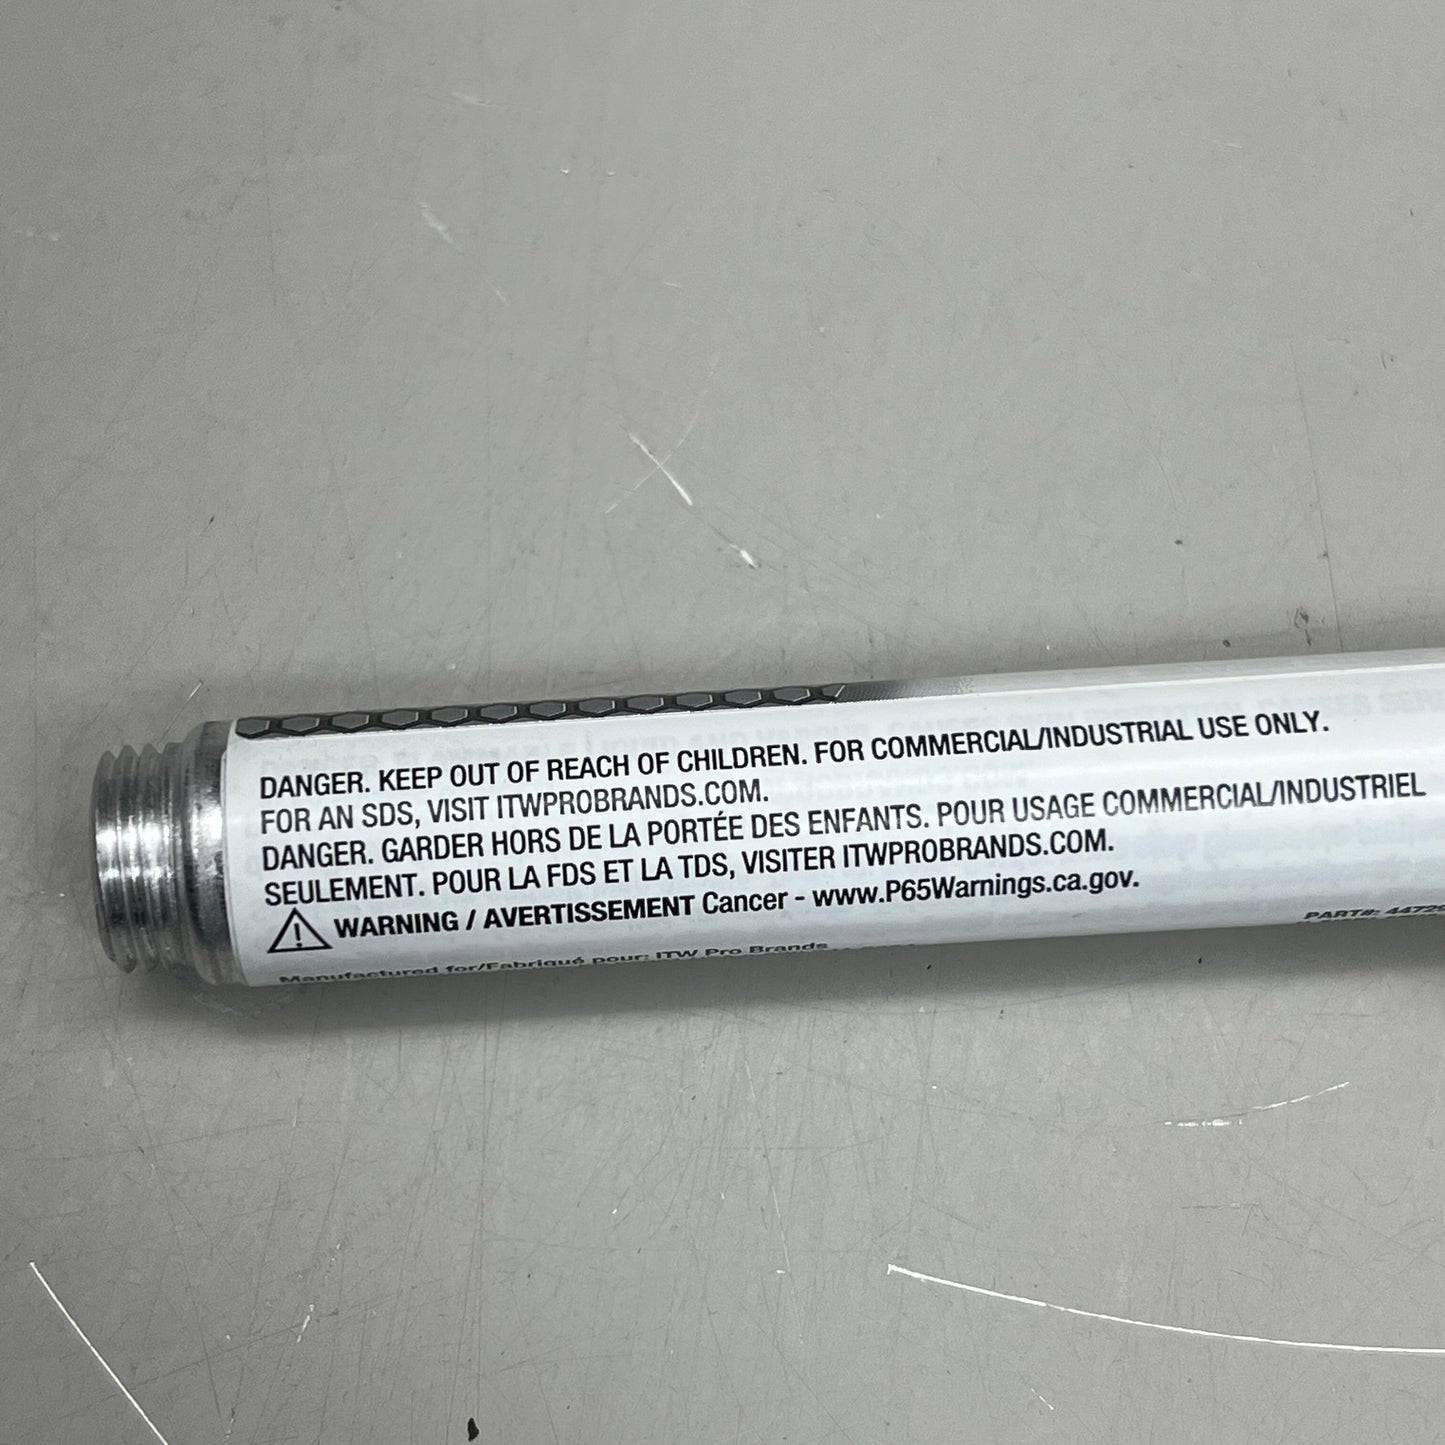 DANGER. KEEP OUT OF REACH OF CHILDREN. FOR COMMERCIAL/INDUSTRIAL USE ONLY.
FOR AN SDS, VISIT ITWPROBRANDS.COM.
DANGER. GARDER HORS DE LA PORTÉE DES ENFANTS. POUR USAGE COMMERCIAL/INDUSTRIEL
SEULEMENT. POUR LA FDS ET LA TDS, VISITER ITWPROBRANDS.COM.
WARNING / AVERTISSEMENT Cancer - www.P65Warnings.ca.gov.
Manufactured for/Fabriqué pour: ITW Pro Brands
PART#: 44729